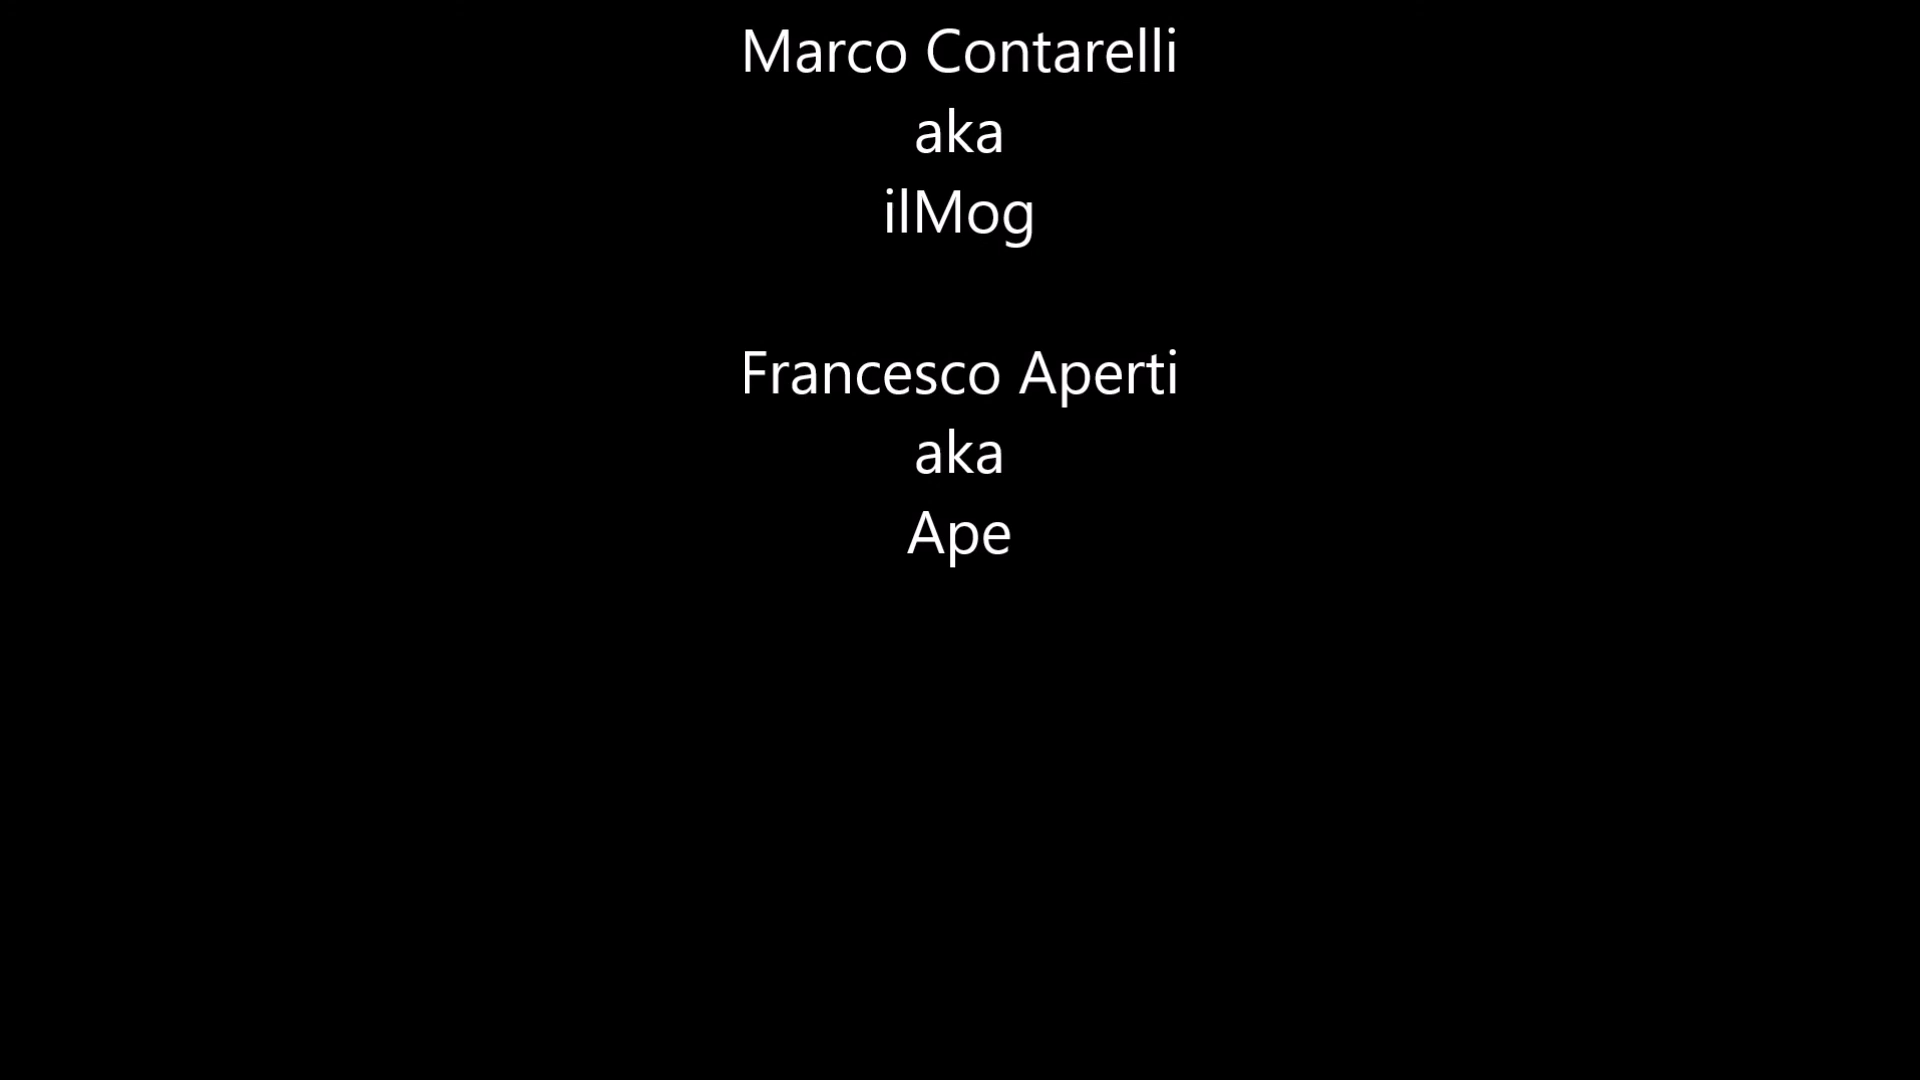 Marco Contarelli
aka
ilMog
Francesco Aperti
aka
Ape